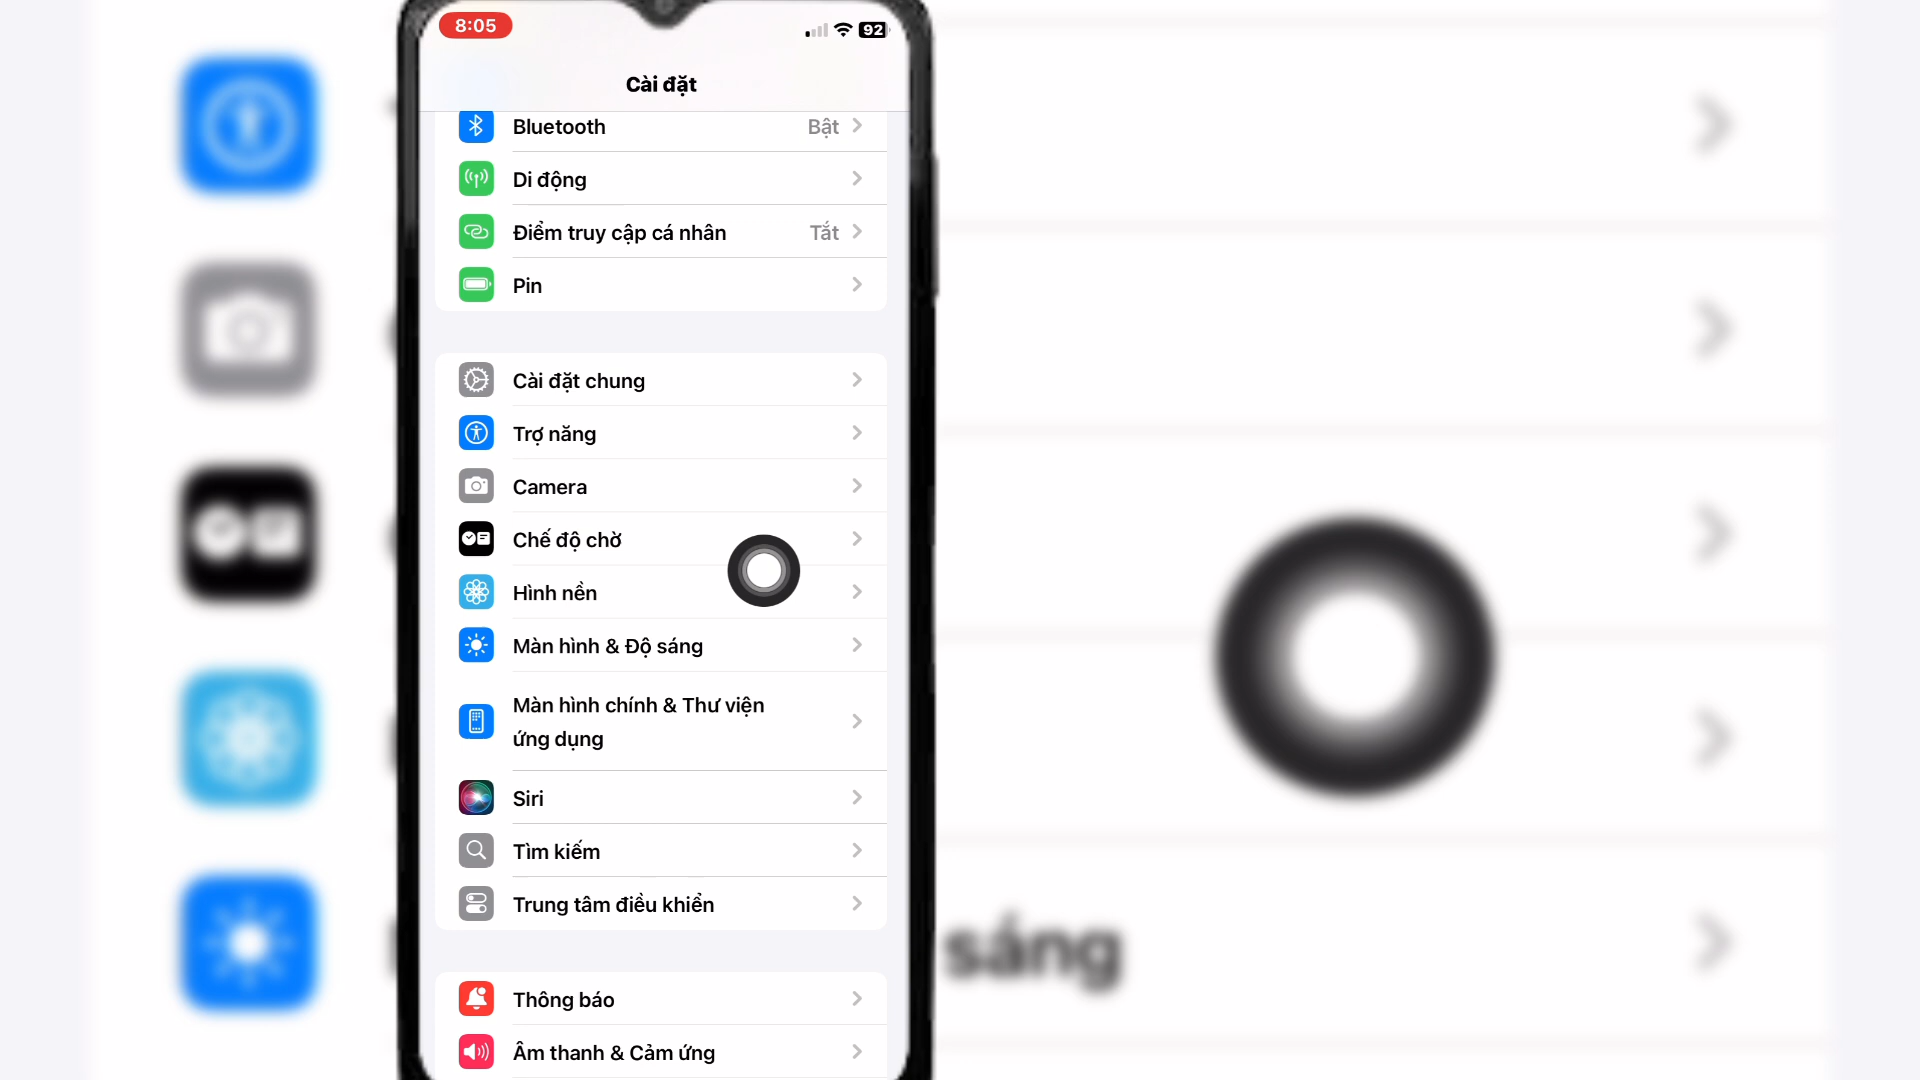 8:05
92
Cài đặt
Bluetooth Bật
Di động
Điểm truy cập cá nhân Tắt
Pin
Cài đặt chung
Trợ năng
Camera
Chế độ chờ
Hình nền
Màn hình & Độ sáng
Màn hình chính & Thư viện
ứng dụng
Siri
Tìm kiếm
Trung tâm điều khiển
Thông báo
Âm thanh & Cảm ứng
sáng